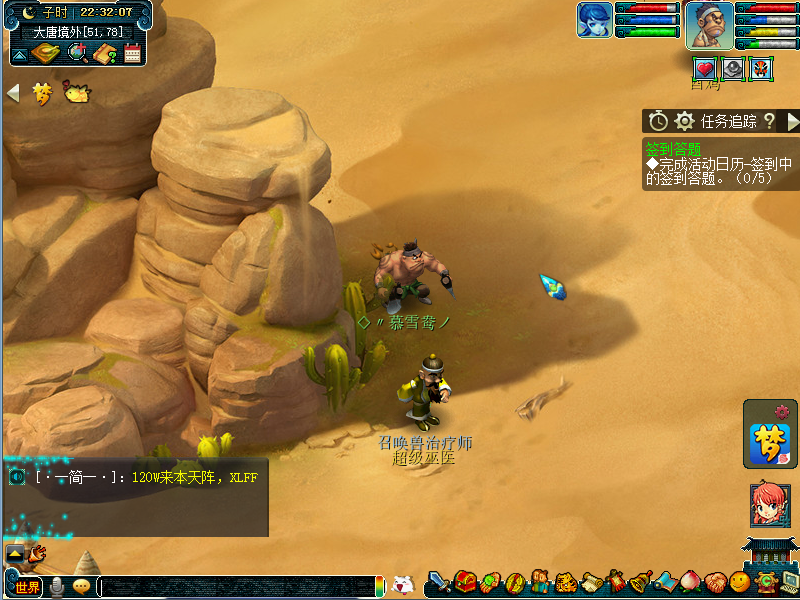 子时 22:32:07
大唐境外[51,78]
梦
任务追踪 ?
签到答题
◆完成活动日历-签到中
的签到答题。(0/5)
◇〃慕雪鸯ノ
召唤兽治疗师
超级巫医
梦
[·一简一·]: 120W来本天阵, XLFF
世界